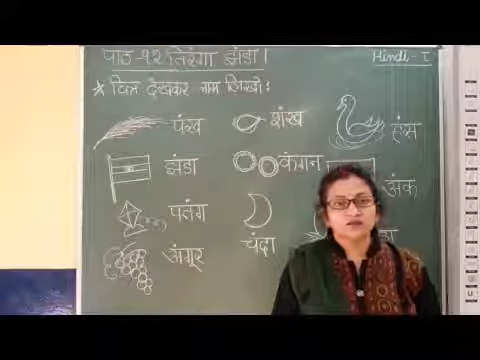 पाठ-१२ तिरंगा झंडा।
Hindi - I
* चित्र देखकर नाम लिखो:
पंख
शंख
हंस
झंडा
कंगन
अंक
पतंग
चंदा
अंगूर